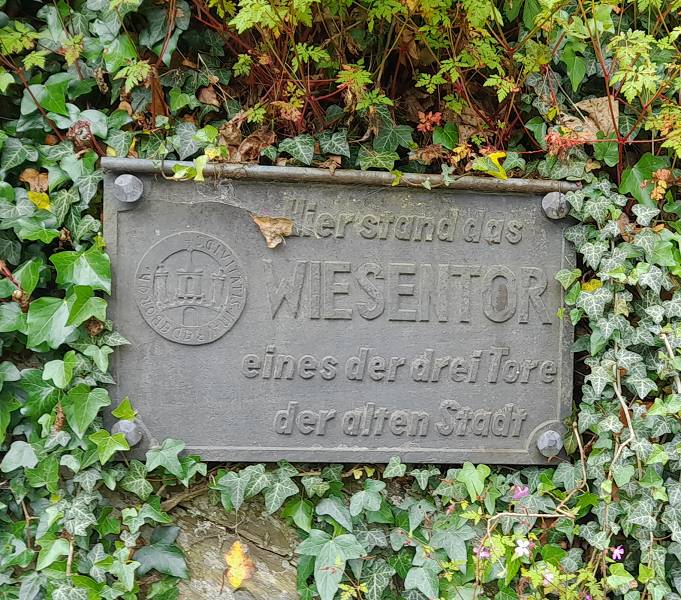 Hier stand das
WIESENTOR
eines der drei Tore
der alten Stadt